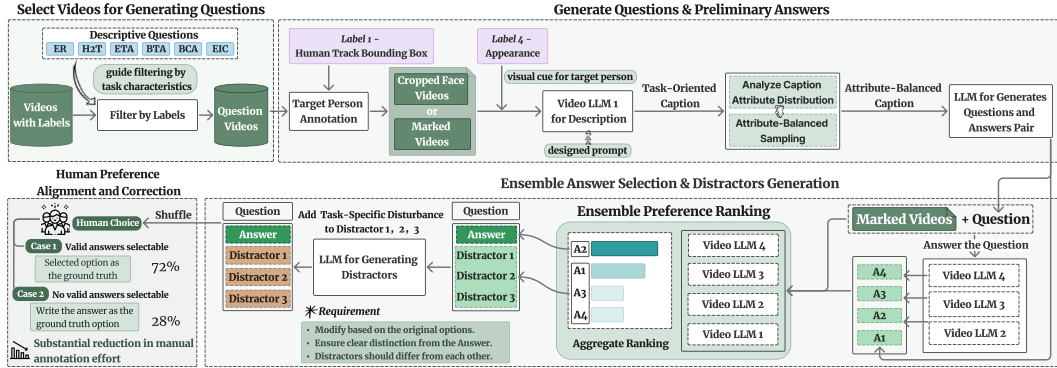 Select Videos for Generating Questions
Descriptive Questions
ER H2T ETA BTA BCA EIC
guide filtering by
task characteristics
Videos
with Labels
Filter by Labels
Question
Videos
Generate Questions & Preliminary Answers
Label 1 -
Human Track Bounding Box
Label 4 -
Appearance
Target Person
Annotation
Cropped Face
Videos
or
Marked
Videos
visual cue for target person
Video LLM 1
for Description
designed prompt
Task-Oriented
Caption
Analyze Caption
Attribute Distribution
Attribute-Balanced
Sampling
Attribute-Balanced
Caption
LLM for Generates
Questions and
Answers Pair
Human Preference
Alignment and Correction
Human Choice
Shuffle
Case 1 Valid answers selectable
Selected option as
the ground truth
72%
Case 2 No valid answers selectable
Write the answer as the
ground truth option
28%
Substantial reduction in manual
annotation effort
Ensemble Answer Selection & Distractors Generation
Question
Answer
Distractor 1
Distractor 2
Distractor 3
Add Task-Specific Disturbance
to Distractor 1, 2, 3
LLM for Generating
Distractors
Requirement
• Modify based on the original options.
• Ensure clear distinction from the Answer.
• Distractors should differ from each other.
Question
Answer
Distractor 1
Distractor 2
Distractor 3
Ensemble Preference Ranking
A2
A1
A3
A4
Aggregate Ranking
Video LLM 4
Video LLM 3
Video LLM 2
Video LLM 1
Marked Videos + Question
Answer the Question
A4
A3
A2
A1
Video LLM 4
Video LLM 3
Video LLM 2